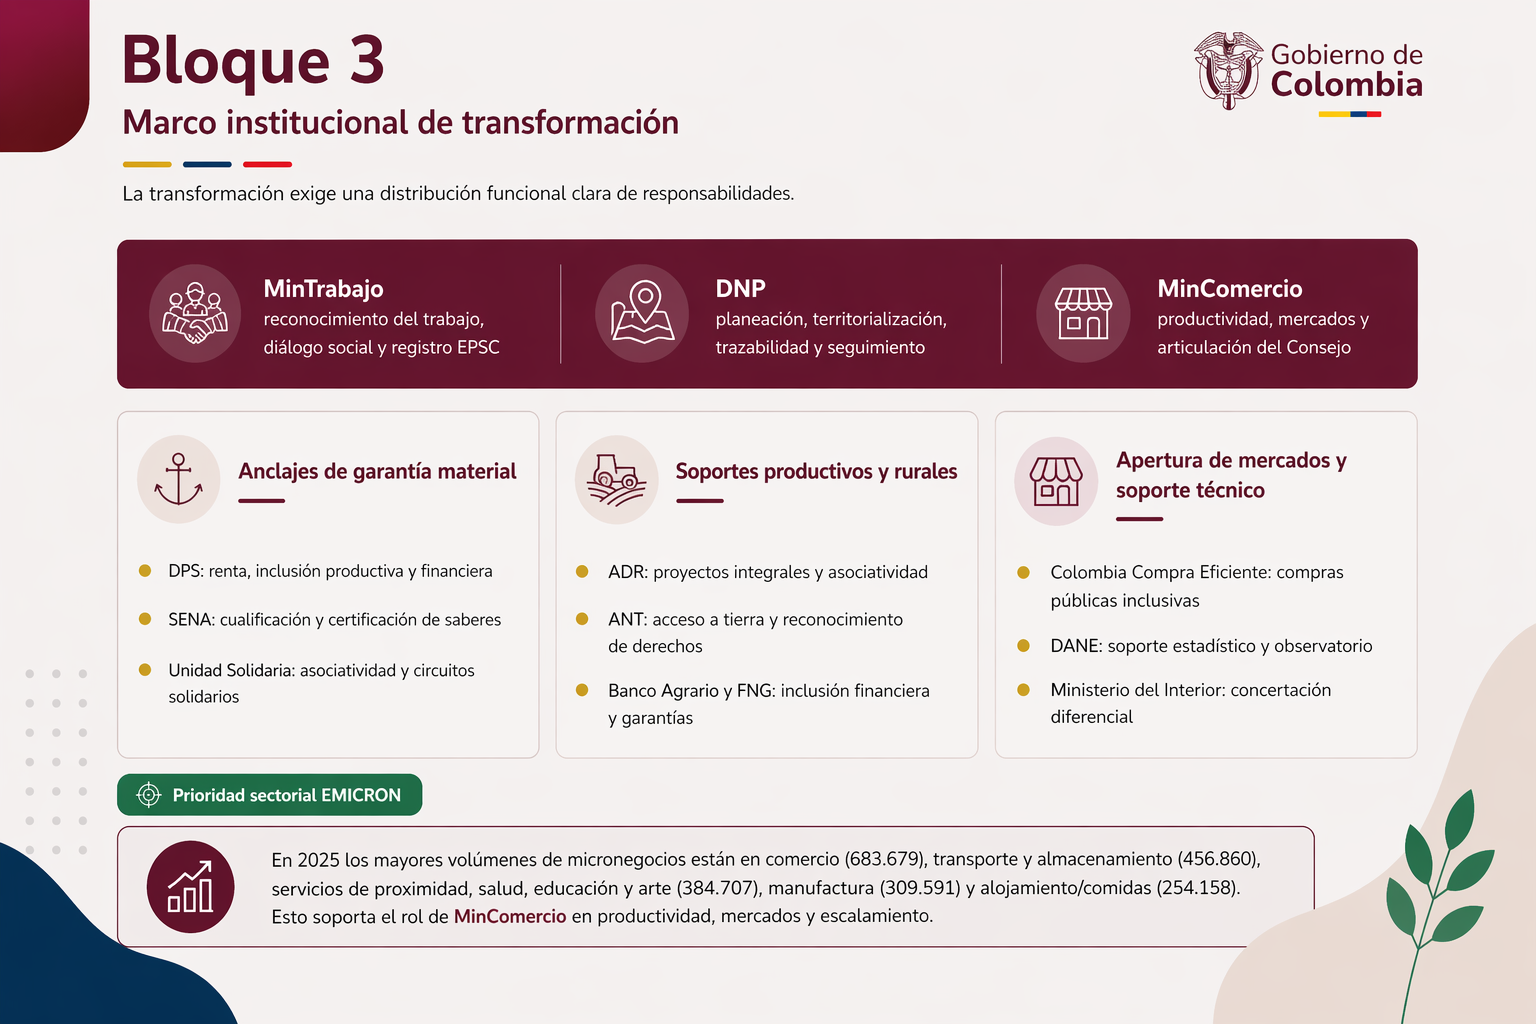 Bloque 3
Marco institucional de transformación
La transformación exige una distribución funcional clara de responsabilidades.
Gobierno de
Colombia
MinTrabajo
reconocimiento del trabajo,
diálogo social y registro EPSC
DNP
planeación, territorialización,
trazabilidad y seguimiento
MinComercio
productividad, mercados y
articulación del Consejo
Anclajes de garantía material
DPS: renta, inclusión productiva y financiera
SENA: cualificación y certificación de saberes
Unidad Solidaria: asociatividad y circuitos
solidarios
Soportes productivos y rurales
ADR: proyectos integrales y asociatividad
ANT: acceso a tierra y reconocimiento
de derechos
Banco Agrario y FNG: inclusión financiera
y garantías
Apertura de mercados y
soporte técnico
Colombia Compra Eficiente: compras
públicas inclusivas
DANE: soporte estadístico y observatorio
Ministerio del Interior: concertación
diferencial
Prioridad sectorial EMICRON
En 2025 los mayores volúmenes de micronegocios están en comercio (683.679), transporte y almacenamiento (456.860),
servicios de proximidad, salud, educación y arte (384.707), manufactura (309.591) y alojamiento/comidas (254.158).
Esto soporta el rol de MinComercio en productividad, mercados y escalamiento.